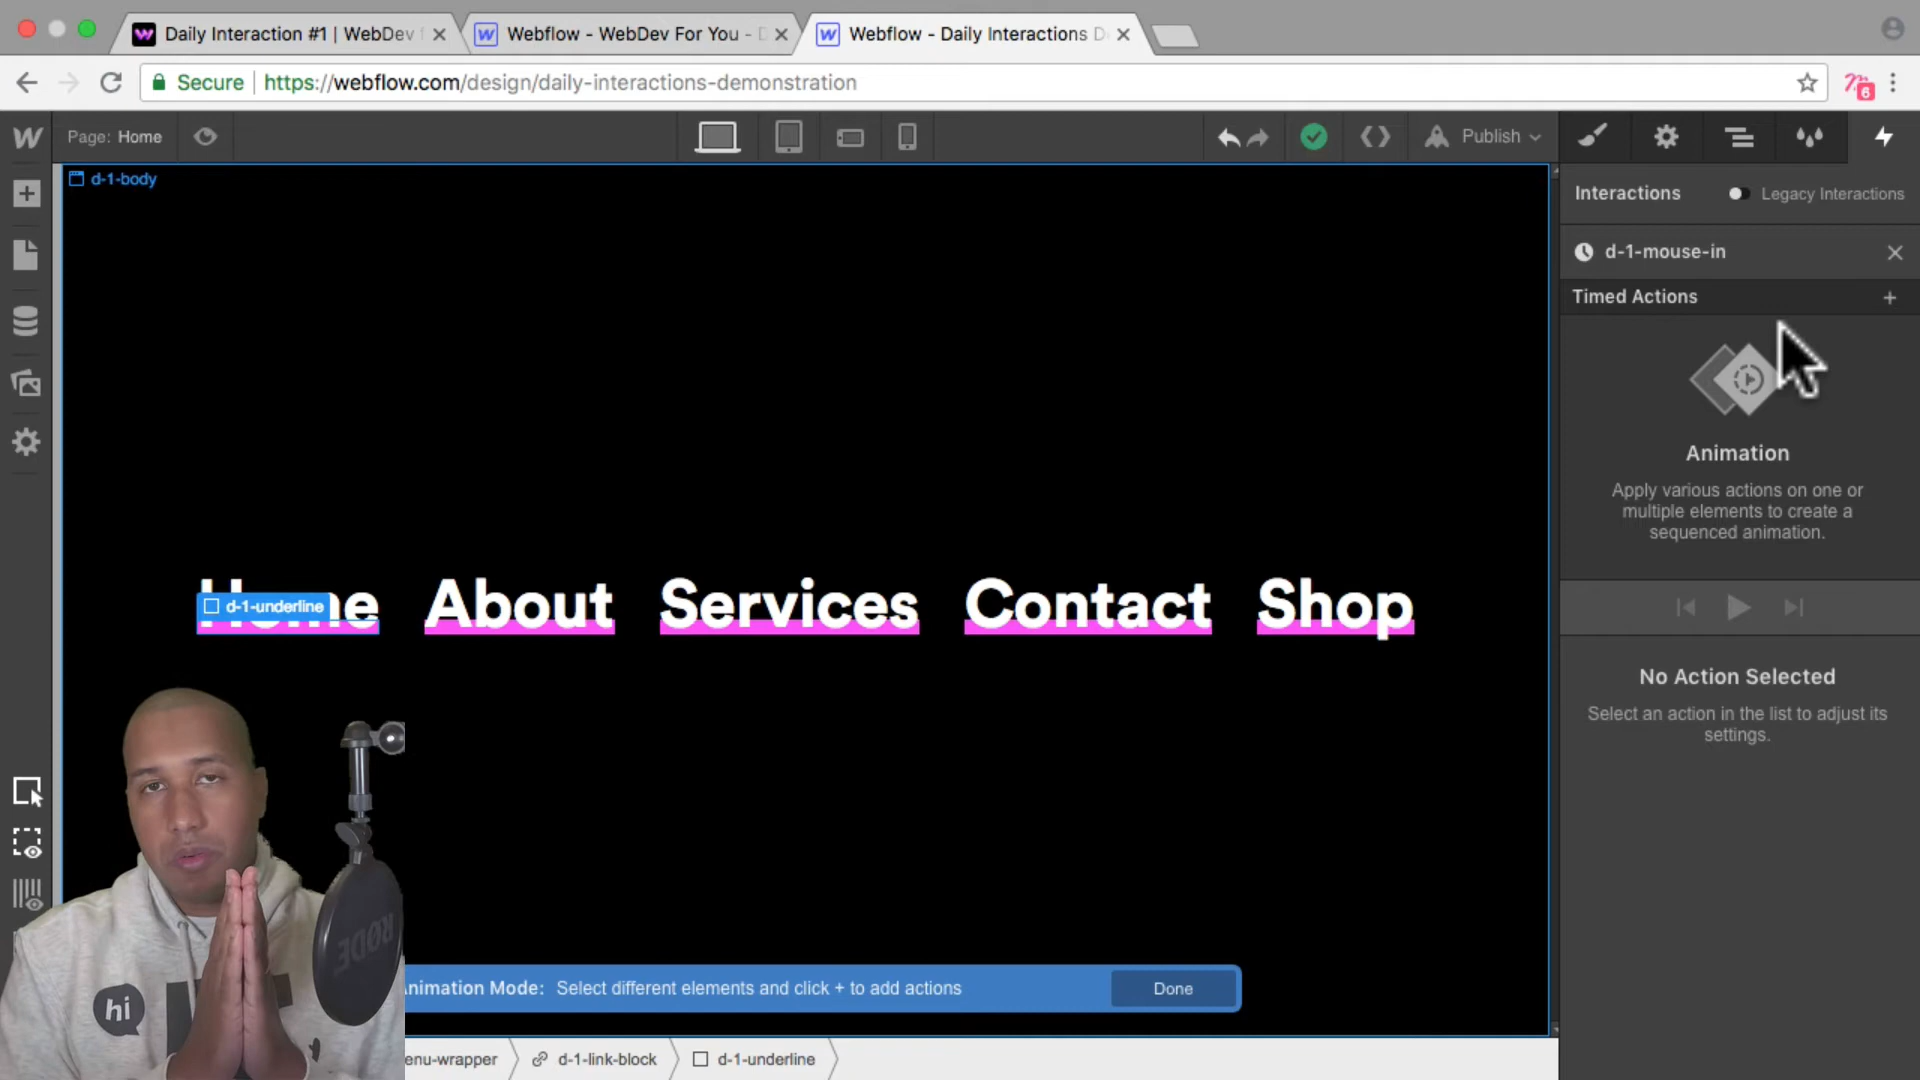 Daily Interaction #1 | WebDev f
Webflow - WebDev For You - D
Webflow - Daily Interactions D
Secure
https://webflow.com/design/daily-interactions-demonstration
6
Page: Home
Publish
d-1-body
Interactions
Legacy Interactions
d-1-mouse-in
Timed Actions
Animation
Apply various actions on one or
multiple elements to create a
sequenced animation.
Home About Services Contact Shop
d-1-underline
No Action Selected
Select an action in the list to adjust its
settings.
RØDE
hi
nimation Mode: Select different elements and click + to add actions
Done
enu-wrapper
d-1-link-block
d-1-underline